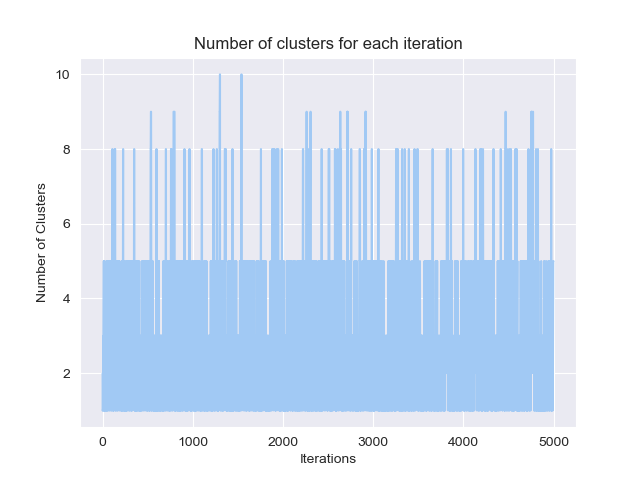 Number of clusters for each iteration
10
8
6
4
2
Number of Clusters
0 1000 2000 3000 4000 5000
Iterations